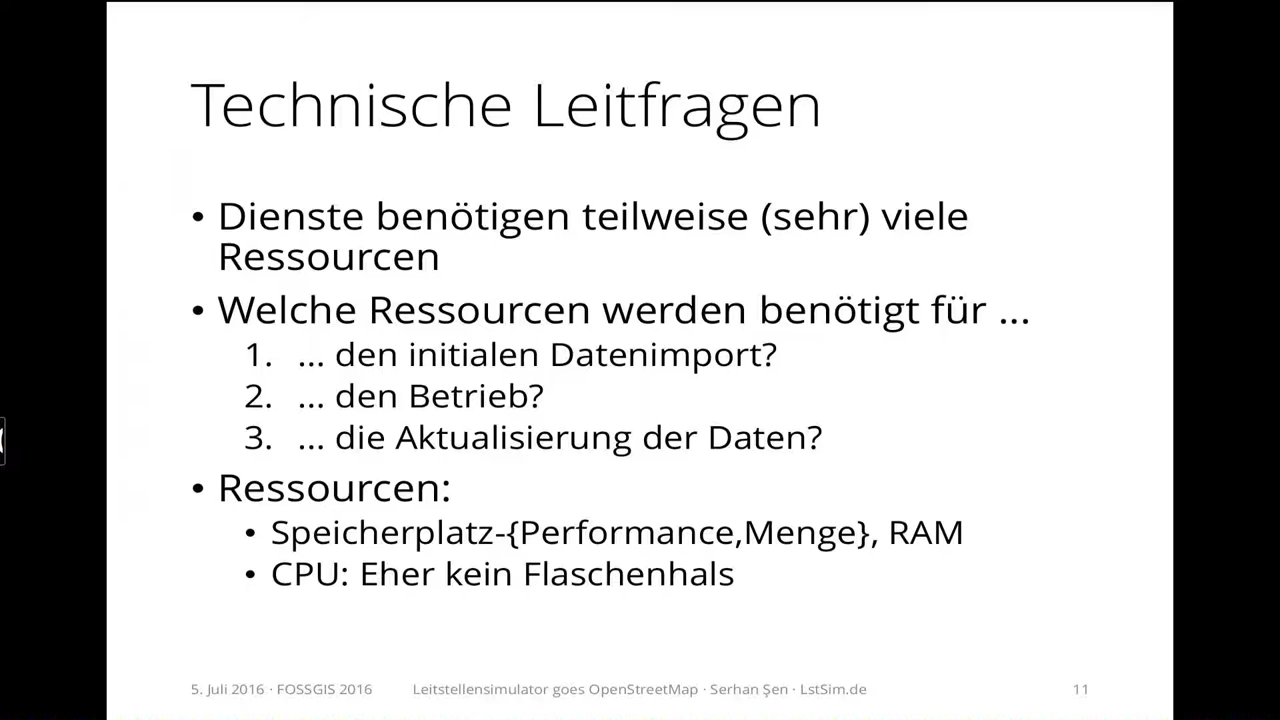 Technische Leitfragen
• Dienste benötigen teilweise (sehr) viele
Ressourcen
• Welche Ressourcen werden benötigt für ...
1. ... den initialen Datenimport?
2. ... den Betrieb?
3. ... die Aktualisierung der Daten?
• Ressourcen:
• Speicherplatz-{Performance,Menge}, RAM
• CPU: Eher kein Flaschenhals
5. Juli 2016 · FOSSGIS 2016 Leitstellensimulator goes OpenStreetMap · Serhan Şen · LstSim.de 11